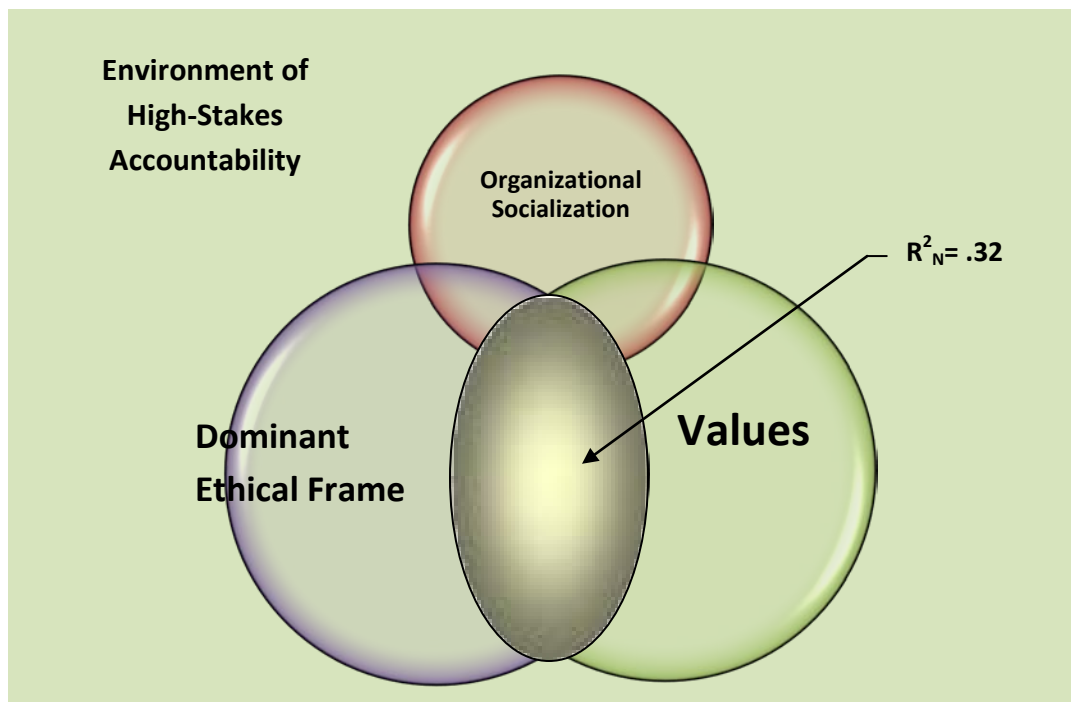 Environment of
High-Stakes
Accountability
Organizational
Socialization
R²N= .32
Values
Dominant
Ethical Frame